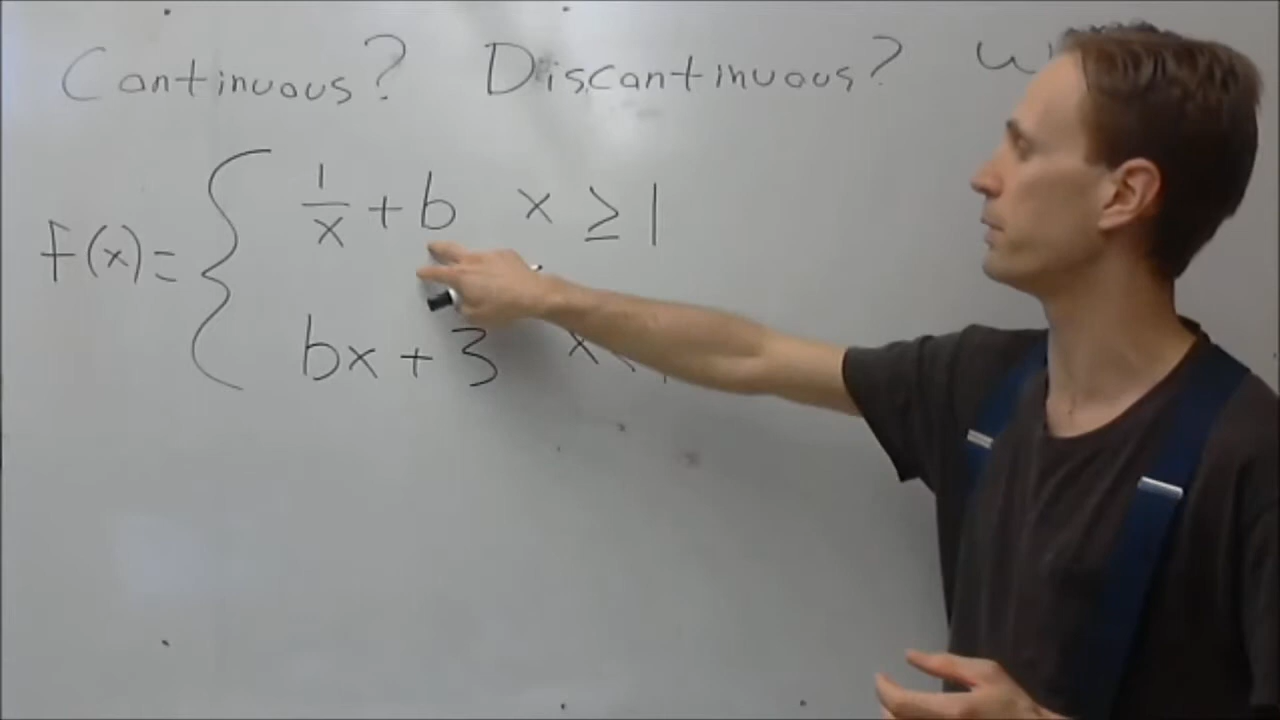 Continuous? Discontinuous?
1/x + b x ≥ 1
f(x) =
bx + 3 x <